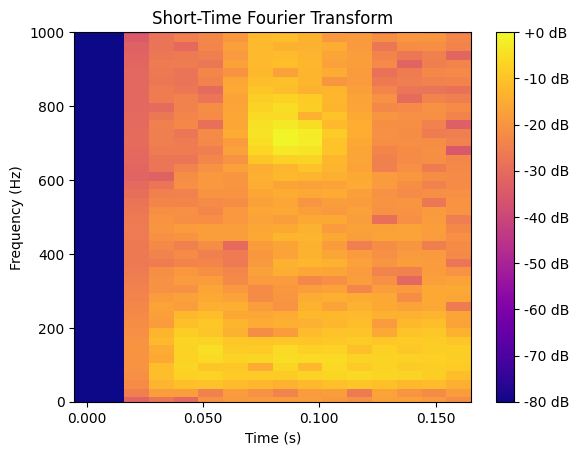 Short-Time Fourier Transform
1000
800
600
400
200
0
Frequency (Hz)
0.000
0.050
0.100
0.150
Time (s)
+0 dB
-10 dB
-20 dB
-30 dB
-40 dB
-50 dB
-60 dB
-70 dB
-80 dB